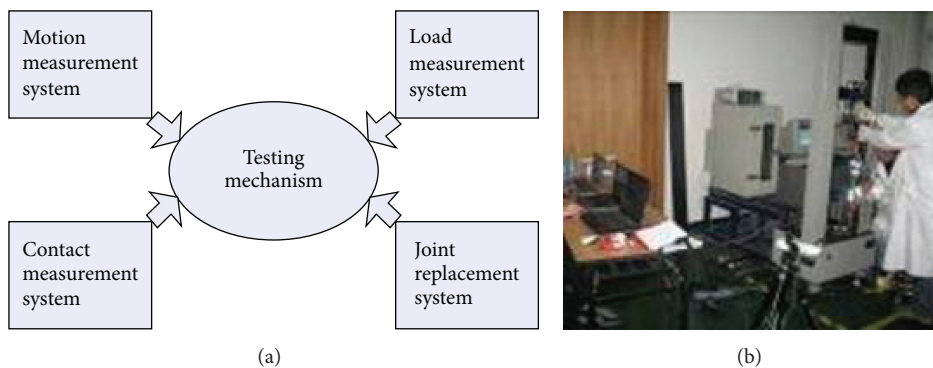 Motion
measurement
system
Load
measurement
system
Testing
mechanism
Contact
measurement
system
Joint
replacement
system
(a)
(b)